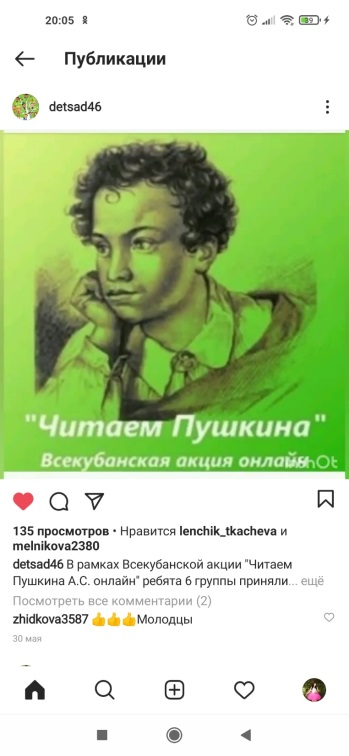 20:05
Публикации
detsad46
"Читаем Пушкина"
Всекубанская акция онлайн
135 просмотров • Нравится lenchik_tkacheva и
melnikova2380
detsad46 В рамках Всекубанской акции "Читаем
Пушкина А.С. онлайн" ребята 6 группы приняли... ещё
Посмотреть все комментарии (2)
zhidkova3587 👍👍👍Молодцы
30 мая